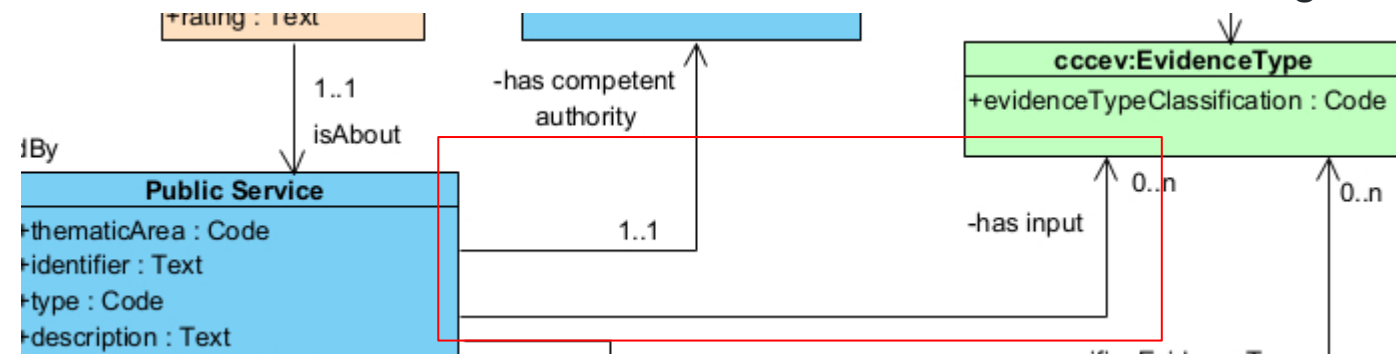 +rating : Text
1..1
isAbout
dBy
Public Service
+thematicArea : Code
+identifier : Text
+type : Code
+description : Text
-has competent
authority
1..1
cccev:EvidenceType
+evidenceTypeClassification : Code
0..n
-has input
0..n